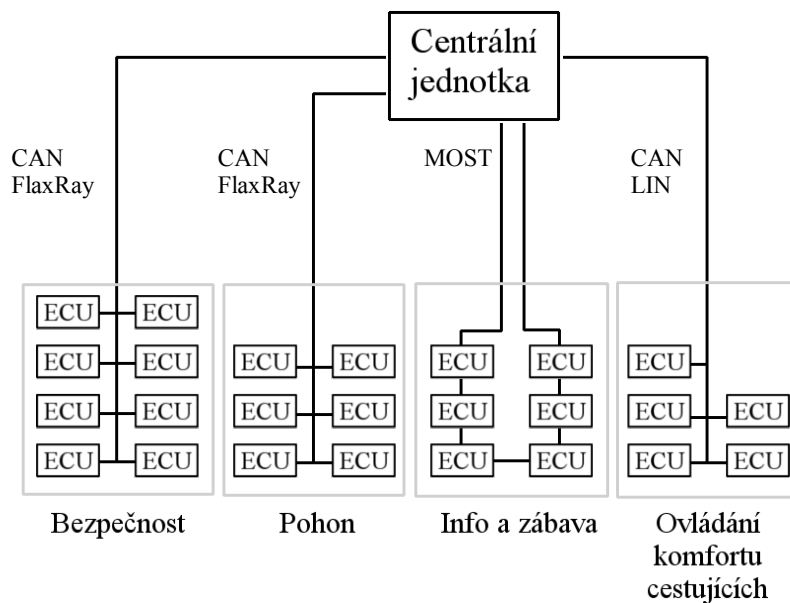 Centrální
jednotka
CAN
FlaxRay
CAN
FlaxRay
MOST
CAN
LIN
ECU ECU
ECU ECU
ECU ECU
ECU ECU
Bezpečnost
ECU ECU
ECU ECU
ECU ECU
Pohon
ECU ECU
ECU ECU
ECU ECU
Info a zábava
ECU
ECU ECU
ECU ECU
Ovládání
komfortu
cestujících